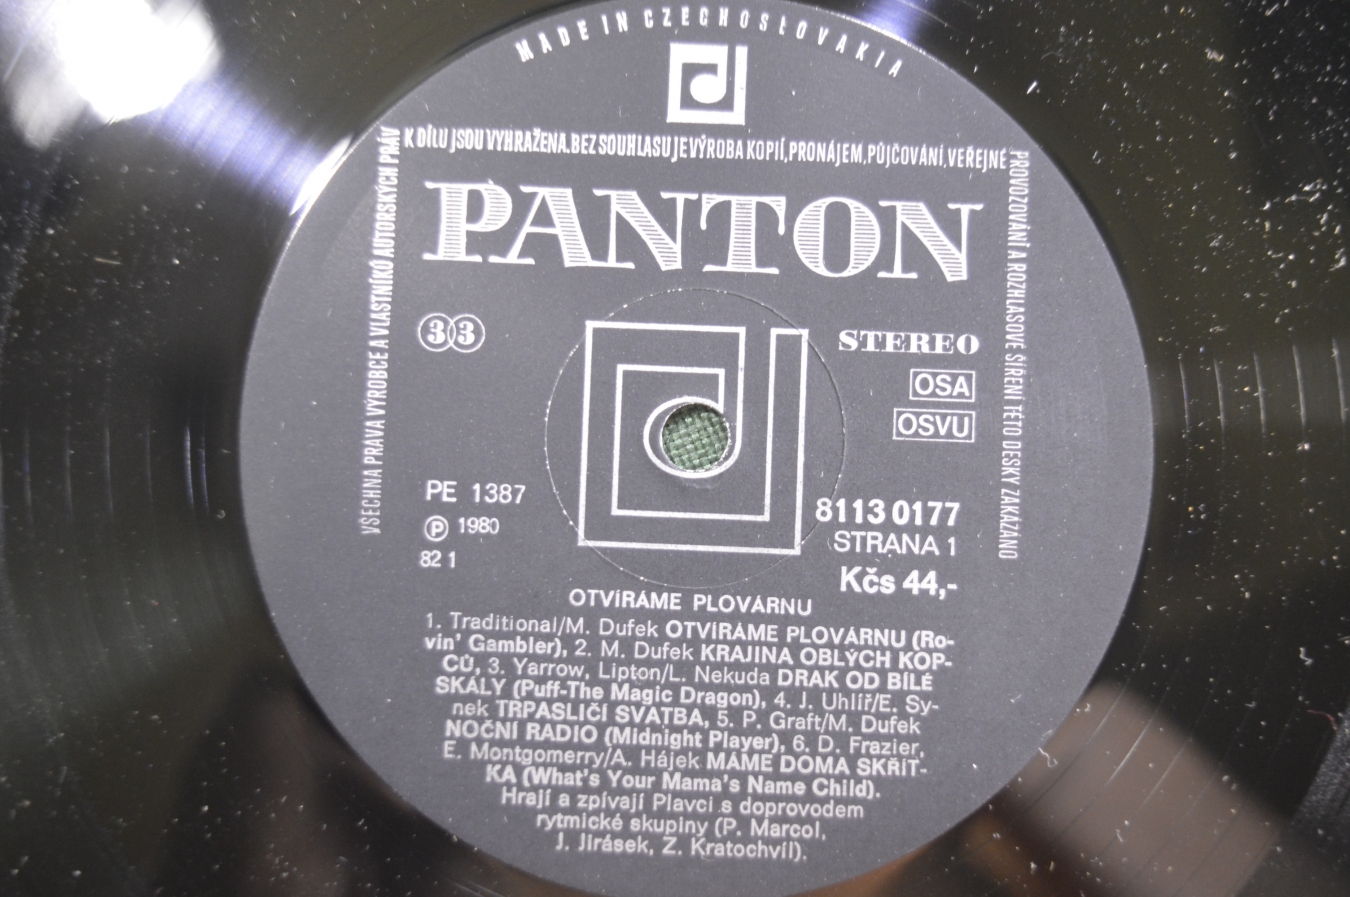 MADE IN CZECHOSLOVAKIA
VŠECHNA PRÁVA VÝROBCE A VLASTNÍKŮ AUTORSKÝCH PRÁV
K DÍLU JSOU VYHRAŽENA. BEZ SOUHLASU JE VÝROBA KOPIÍ, PRONÁJEM, PŮJČOVÁNÍ, VEŘEJNÉ
PROVOZOVÁNÍ A ROZHLASOVÉ ŠÍŘENÍ TÉTO DESKY ZAKÁZÁNO
PANTON
33
STEREO
OSA
OSVU
PE 1387
℗ 1980
82 1
8113 0177
STRANA 1
Kčs 44,-
OTVÍRÁME PLOVÁRNU
1. Traditional/M. Dufek OTVÍRÁME PLOVÁRNU (Ro-
vin' Gambler), 2. M. Dufek KRAJINA OBLÝCH KOP-
CŮ, 3. Yarrow, Lipton/L. Nekuda DRAK OD BÍLÉ
SKÁLY (Puff-The Magic Dragon), 4. J. Uhlíř/E. Sy-
nek TRPASLIČÍ SVATBA, 5. P. Graft/M. Dufek
NOČNÍ RADIO (Midnight Player), 6. D. Frazier,
E. Montgomerry/A. Hájek MÁME DOMA SKŘÍT-
KA (What's Your Mama's Name Child).
Hrají a zpívají Plavci s doprovodem
rytmické skupiny (P. Marcol,
J. Jirásek, Z. Kratochvíl).